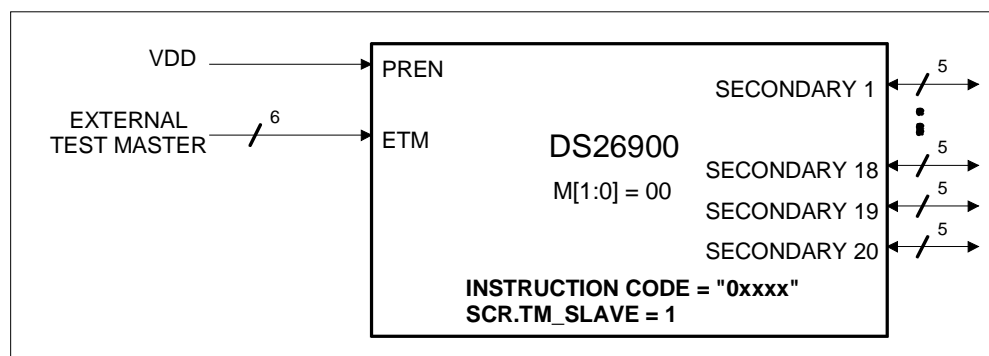 VDD
PREN
EXTERNAL
TEST MASTER
6
ETM
DS26900
M[1:0] = 00
SECONDARY 1
5
SECONDARY 18
5
SECONDARY 19
5
SECONDARY 20
5
INSTRUCTION CODE = "0xxxx"
SCR.TM_SLAVE = 1